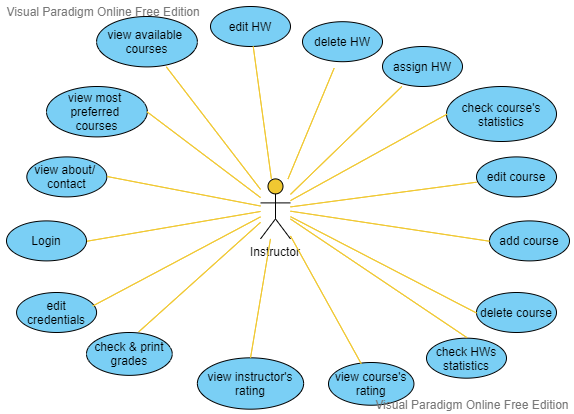 Visual Paradigm Online Free Edition
view available
courses
edit HW
delete HW
assign HW
view most
preferred
courses
check course's
statistics
view about/
contact
edit course
Login
add course
Instructor
edit
credentials
delete course
check & print
grades
check HWs
statistics
view instructor's
rating
view course's
rating
Visual Paradigm Online Free Edition